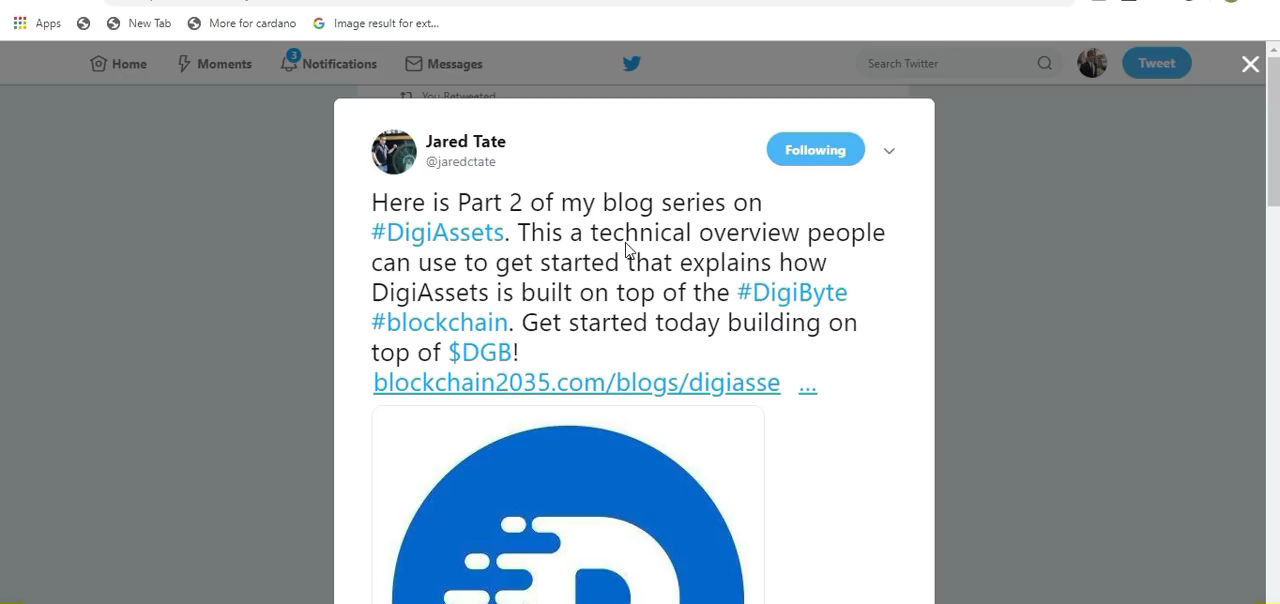 Apps
New Tab
More for cardano
Image result for ext...
Home
Moments
3
Notifications
Messages
Search Twitter
Tweet
You Retweeted
Jared Tate
@jaredctate
Following
Here is Part 2 of my blog series on
#DigiAssets. This a technical overview people
can use to get started that explains how
DigiAssets is built on top of the #DigiByte
#blockchain. Get started today building on
top of $DGB!
blockchain2035.com/blogs/digiasse ...